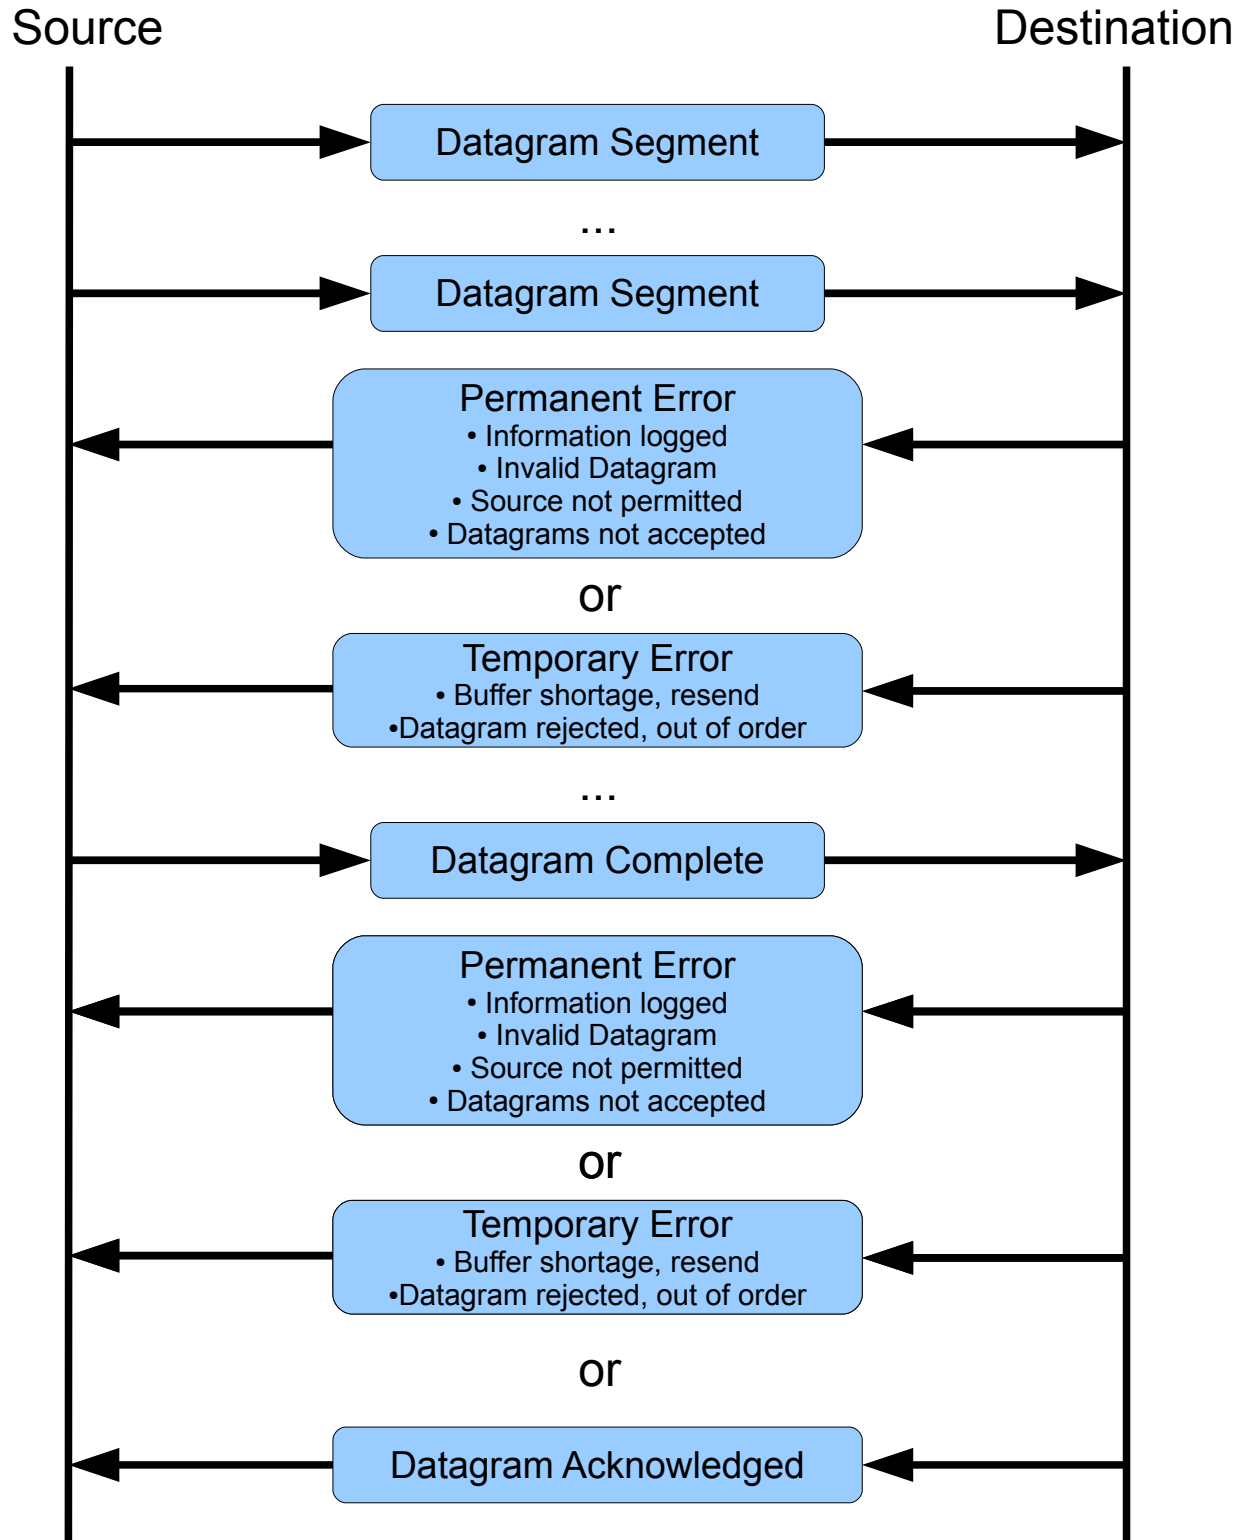 Source
Destination
Datagram Segment
...
Datagram Segment
Permanent Error
• Information logged
• Invalid Datagram
• Source not permitted
• Datagrams not accepted
or
Temporary Error
• Buffer shortage, resend
•Datagram rejected, out of order
...
Datagram Complete
Permanent Error
• Information logged
• Invalid Datagram
• Source not permitted
• Datagrams not accepted
or
Temporary Error
• Buffer shortage, resend
•Datagram rejected, out of order
or
Datagram Acknowledged